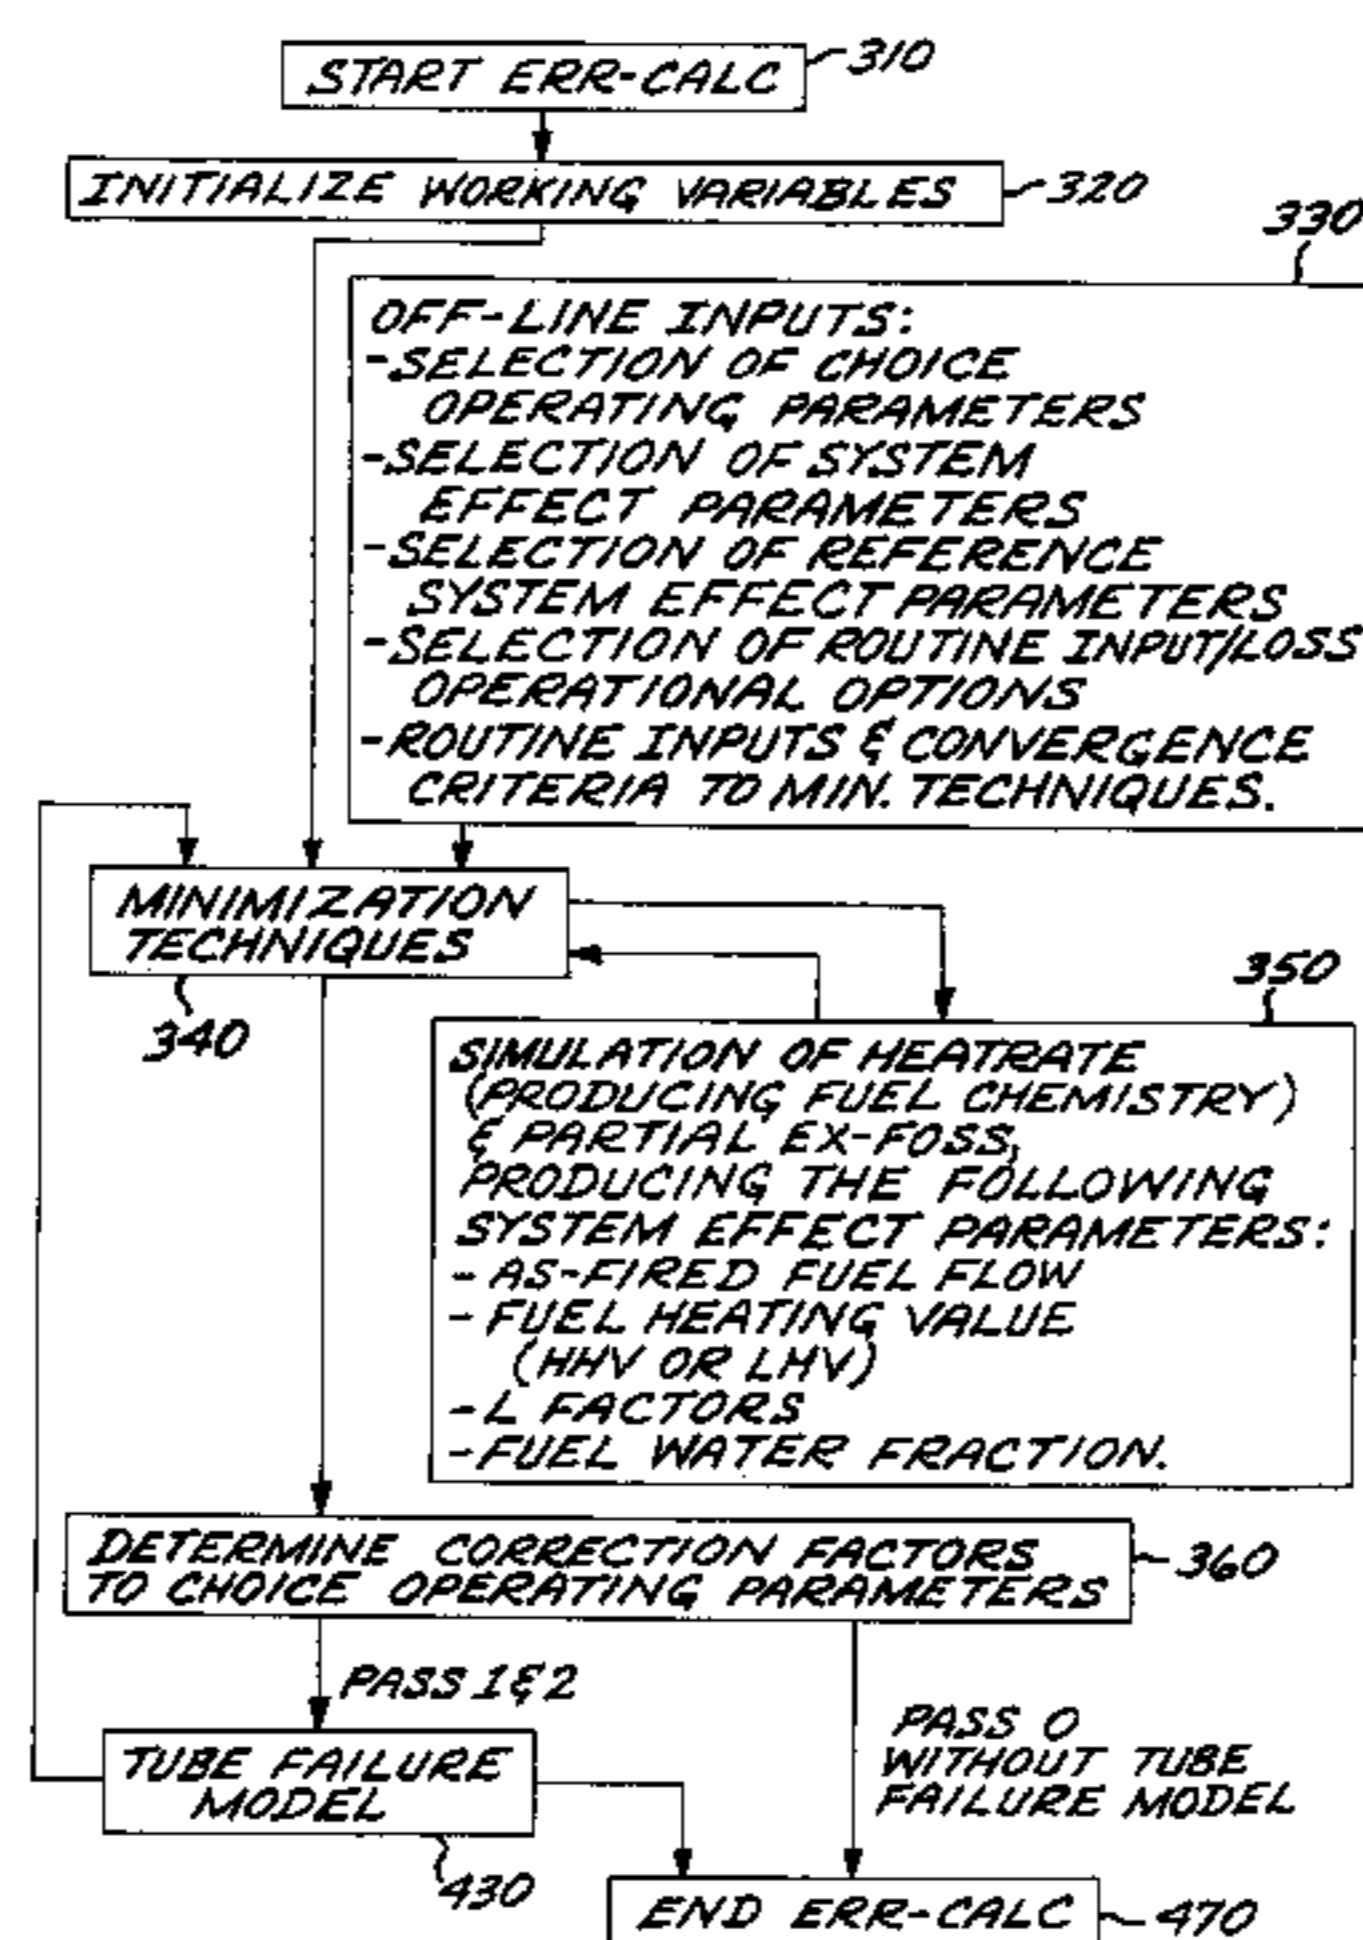 START ERR-CALC
310
INITIALIZE WORKING VARIABLES
320
330
OFF-LINE INPUTS:
-SELECTION OF CHOICE
OPERATING PARAMETERS
-SELECTION OF SYSTEM
EFFECT PARAMETERS
-SELECTION OF REFERENCE
SYSTEM EFFECT PARAMETERS
-SELECTION OF ROUTINE INPUT/LOSS
OPERATIONAL OPTIONS
-ROUTINE INPUTS & CONVERGENCE
CRITERIA TO MIN. TECHNIQUES.
MINIMIZATION
TECHNIQUES
340
350
SIMULATION OF HEATRATE
(PRODUCING FUEL CHEMISTRY)
& PARTIAL EX-FOSS,
PRODUCING THE FOLLOWING
SYSTEM EFFECT PARAMETERS:
- AS-FIRED FUEL FLOW
- FUEL HEATING VALUE
(HHV OR LHV)
- L FACTORS
-FUEL WATER FRACTION.
DETERMINE CORRECTION FACTORS
TO CHOICE OPERATING PARAMETERS
360
PASS 1&2
PASS 0
WITHOUT TUBE
FAILURE MODEL
TUBE FAILURE
MODEL
430
END ERR-CALC
470